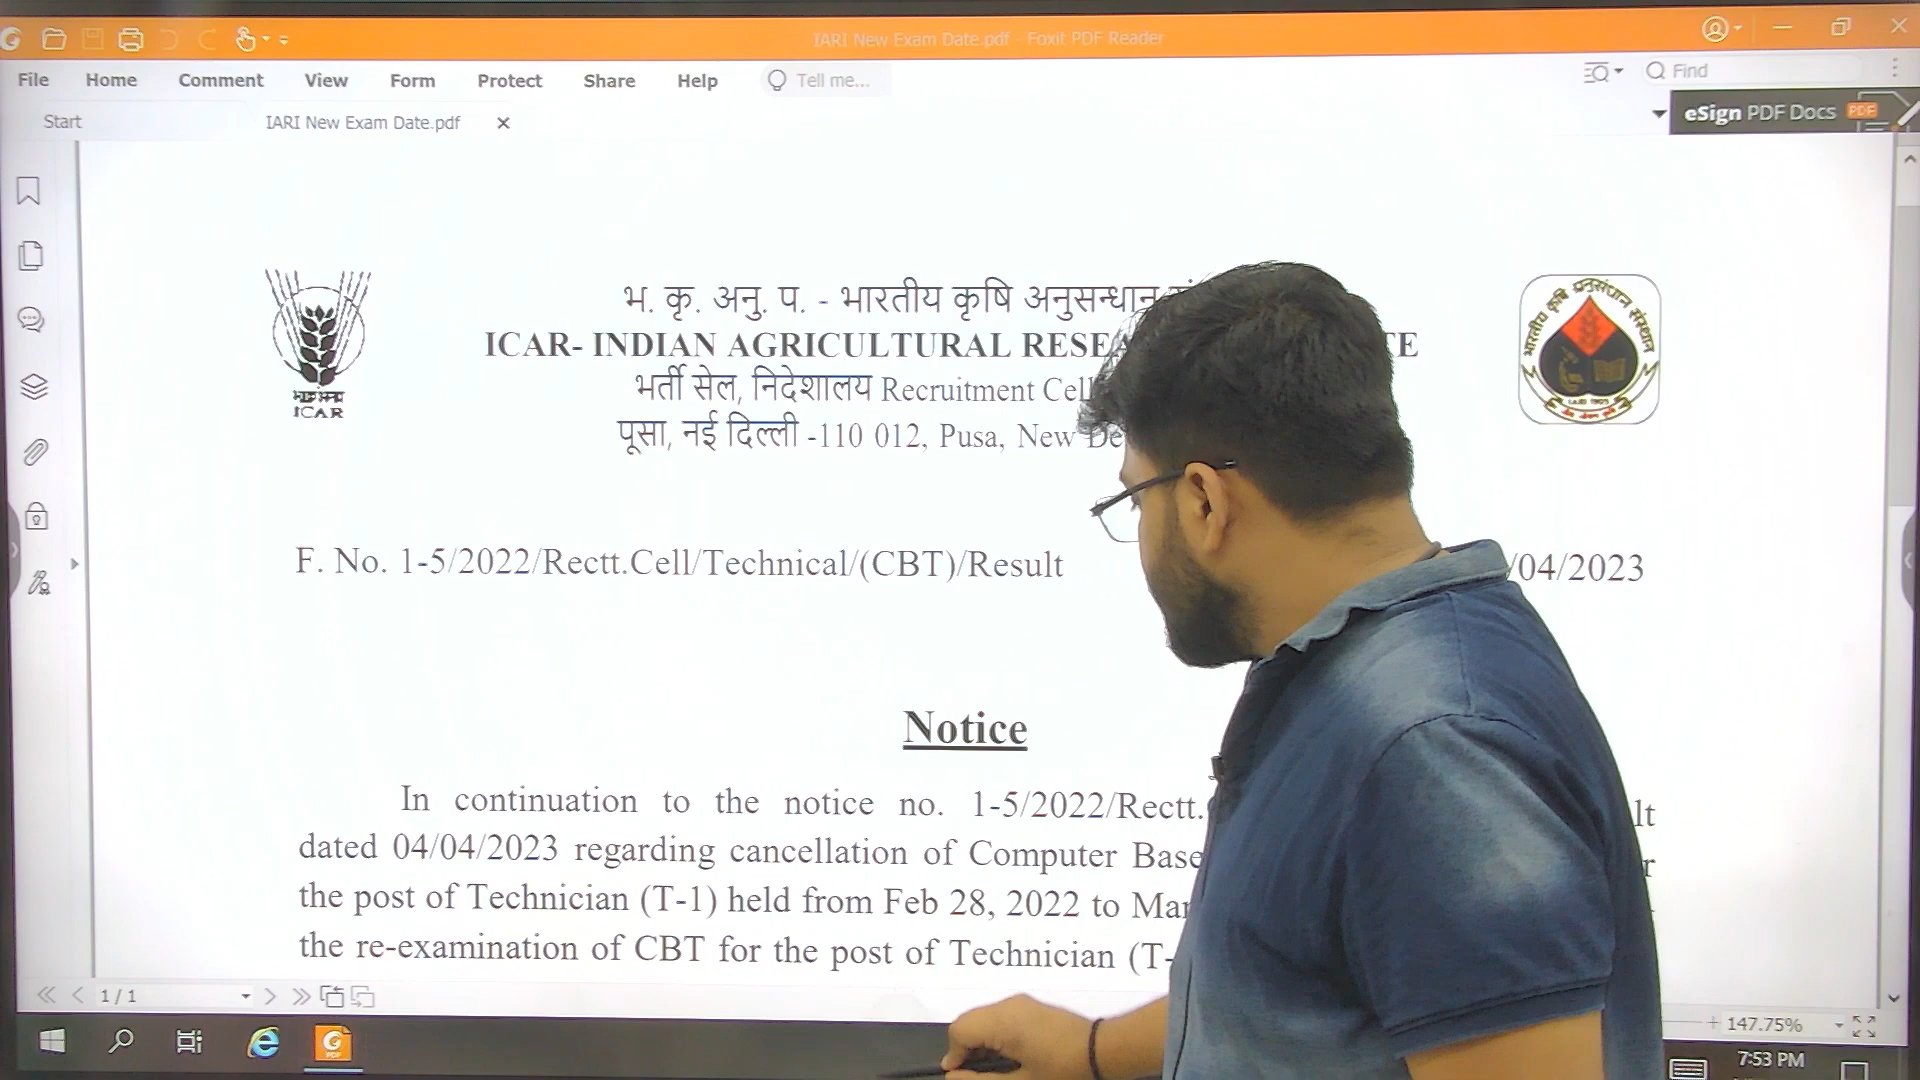 IARI New Exam Date.pdf - Foxit PDF Reader
File Home Comment View Form Protect Share Help Tell me... Find
Start IARI New Exam Date.pdf eSign PDF Docs PDF
भ. कृ. अनु. प. - भारतीय कृषि अनुसन्धान
ICAR- INDIAN AGRICULTURAL
भर्ती सेल, निदेशालय Recruitment Cell
पूसा, नई दिल्ली -110 012, Pusa, New
ICAR
भारतीय कृषि अनुसंधान संस्थान
F. No. 1-5/2022/Rectt.Cell/Technical/(CBT)/Result /04/2023
Notice
In continuation to the notice no. 1-5/2022/Rectt.
dated 04/04/2023 regarding cancellation of Computer Base
the post of Technician (T-1) held from Feb 28, 2022 to
the re-examination of CBT for the post of Technician (T-
1 / 1
147.75%
7:53 PM